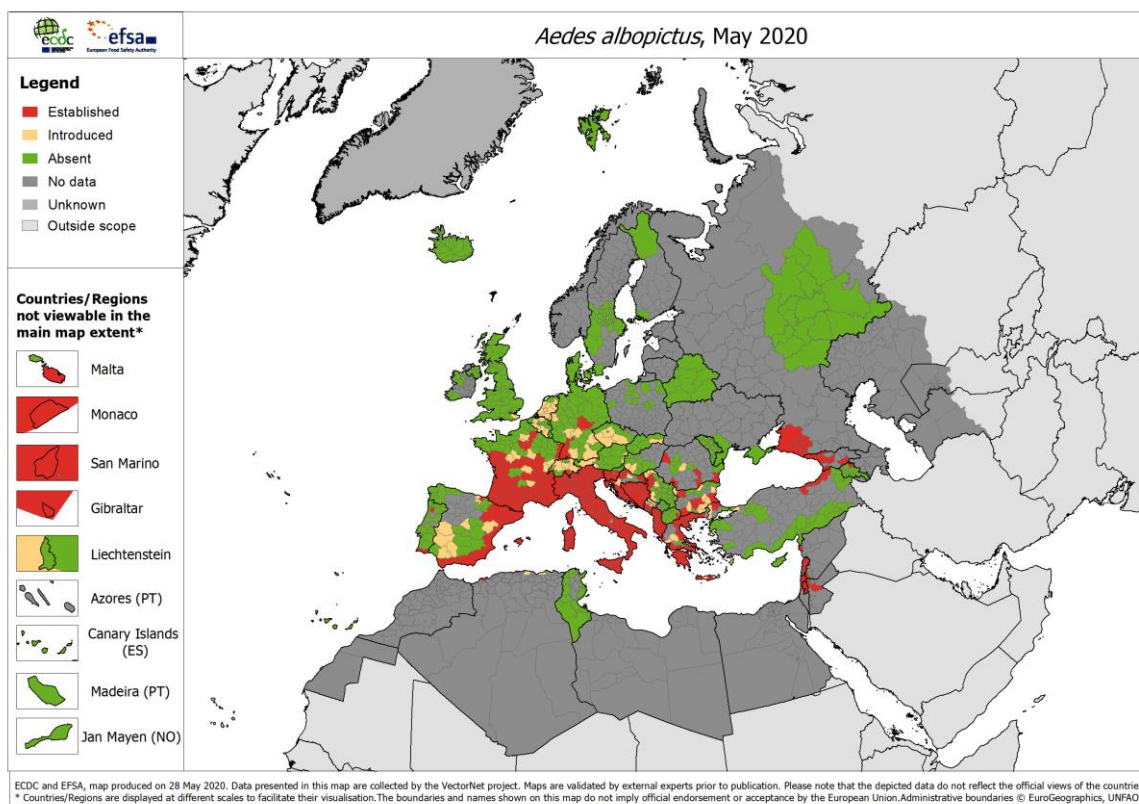 ecdc
efsa
European Food Safety Authority
Aedes albopictus, May 2020
Legend
Established
Introduced
Absent
No data
Unknown
Outside scope
Countries/Regions
not viewable in the
main map extent*
Malta
Monaco
San Marino
Gibraltar
Liechtenstein
Azores (PT)
Canary Islands
(ES)
Madeira (PT)
Jan Mayen (NO)
ECDC and EFSA, map produced on 28 May 2020. Data presented in this map are collected by the VectorNet project. Maps are validated by external experts prior to publication. Please note that the depicted data do not reflect the official views of the countrie
* Countries/Regions are displayed at different scales to facilitate their visualisation.The boundaries and names shown on this map do not imply official endorsement or acceptance by the European Union.Administrative boundaries © EuroGeographics, UNFAO